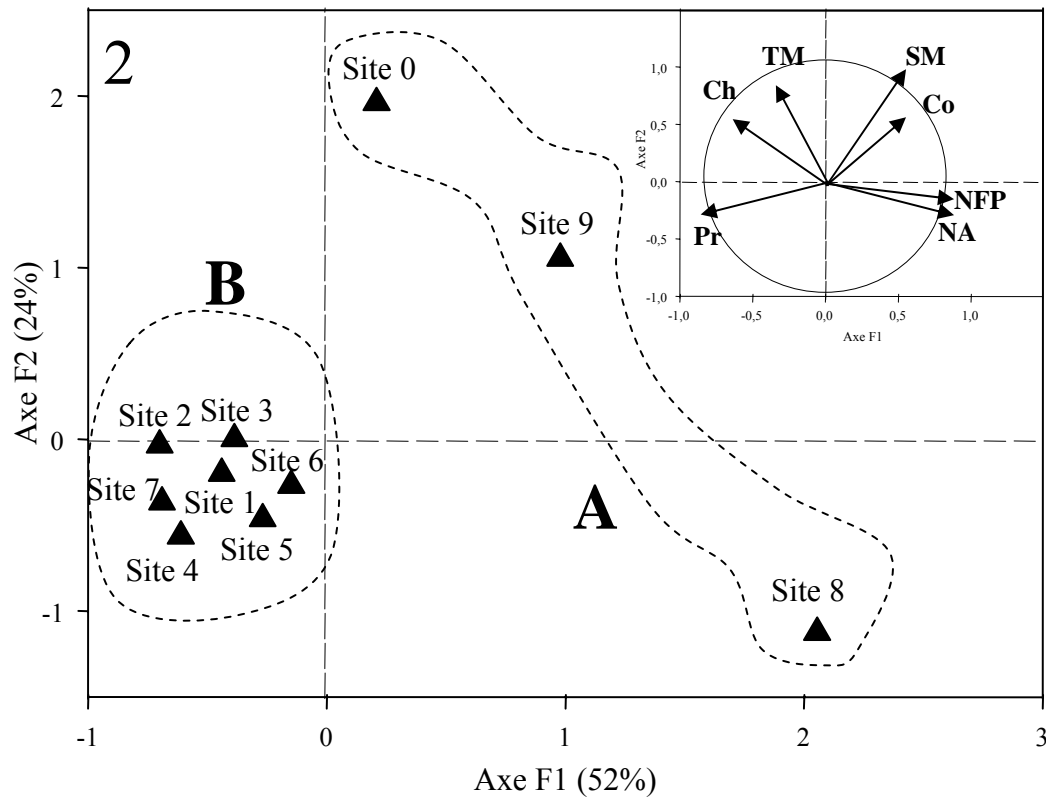 2
Site 0
Site 9
B
Site 2
Site 3
Site 6
Site 7
Site 1
Site 5
Site 4
A
Site 8
2
1
0
-1
Axe F2 (24%)
-1
0
1
2
3
Axe F1 (52%)
TM
SM
Ch
Co
NFP
NA
Pr
1,0
0,5
0,0
-0,5
-1,0
Axe F2
-1,0
-0,5
0,0
0,5
1,0
Axe F1